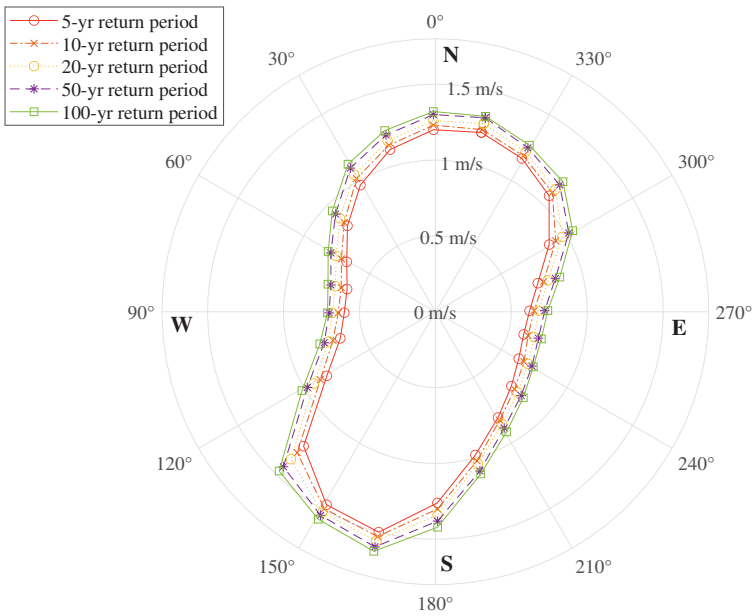 5-yr return period
10-yr return period
20-yr return period
50-yr return period
100-yr return period
0°
N
30°
330°
1.5 m/s
60°
300°
1 m/s
0.5 m/s
90°
W
0 m/s
E
270°
120°
240°
150°
S
210°
180°